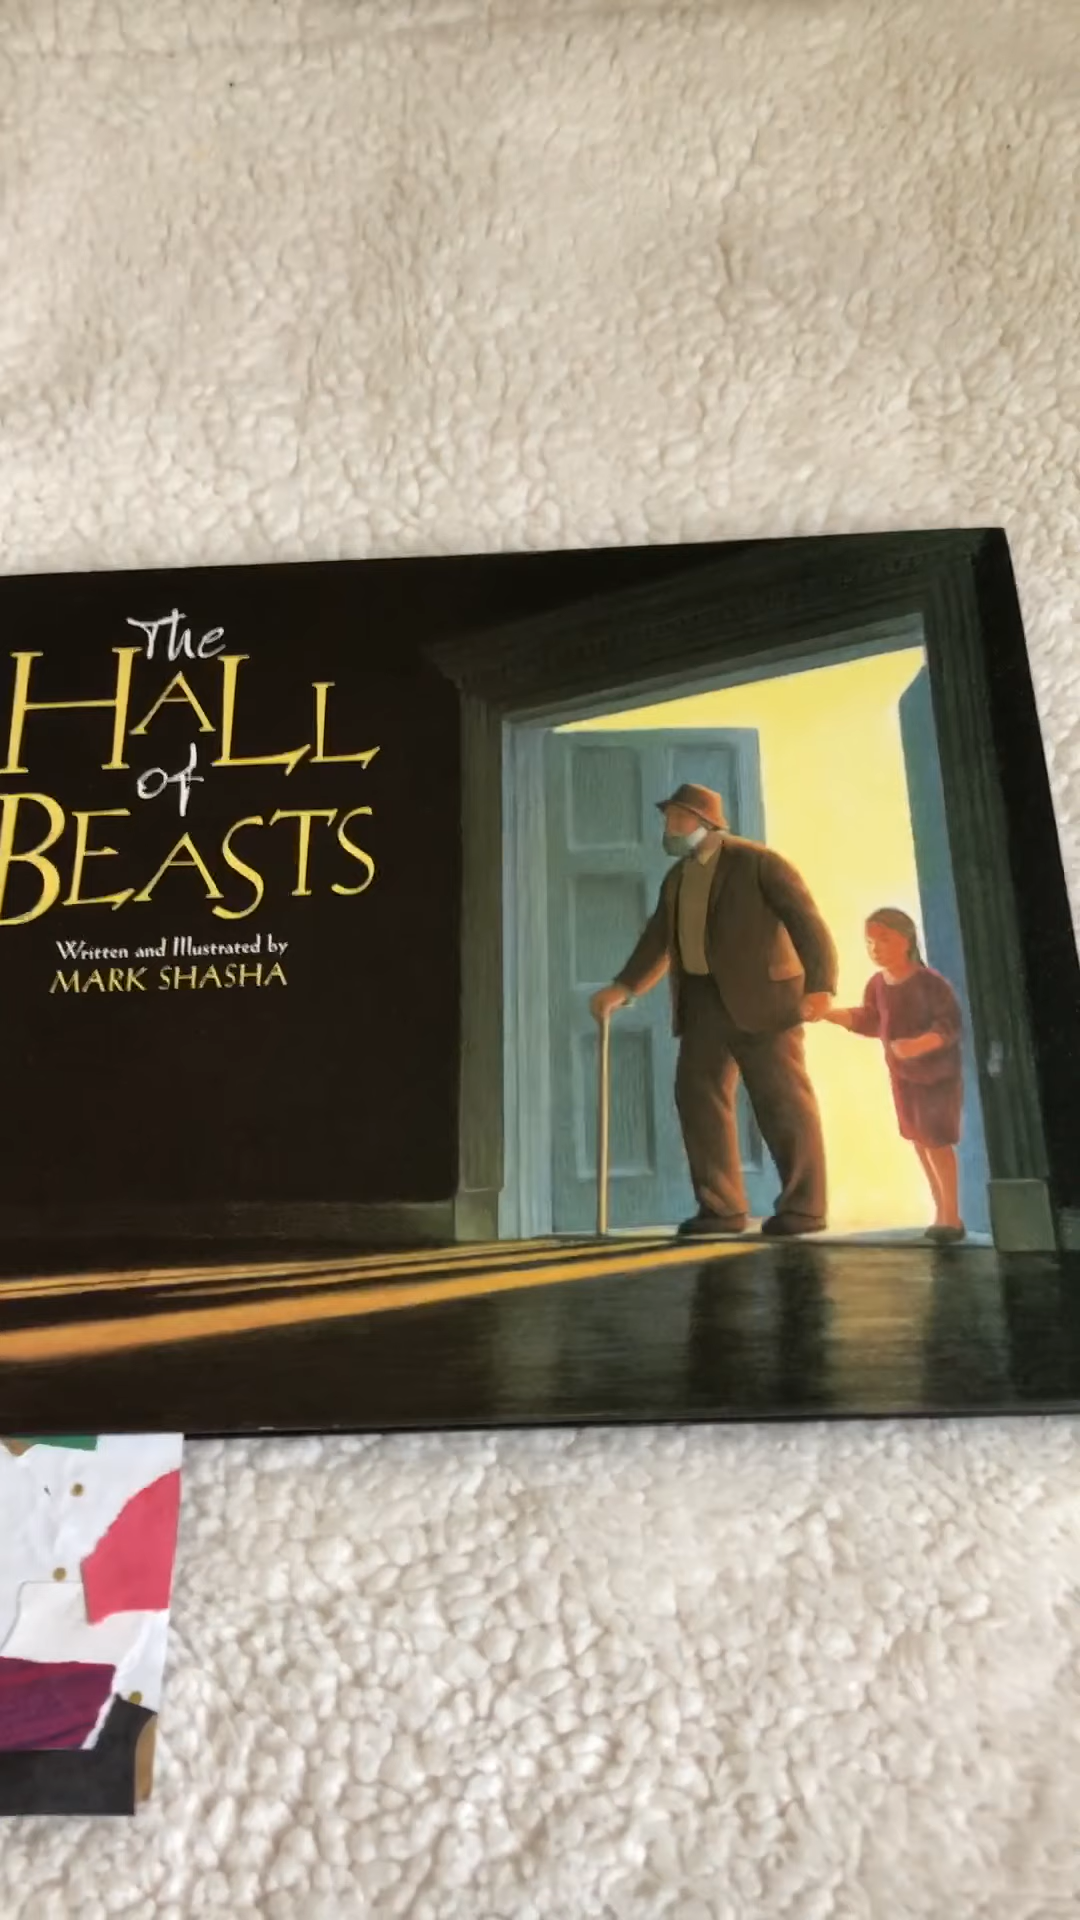 The
HALL
of
BEASTS
Written and Illustrated by
MARK SHASHA